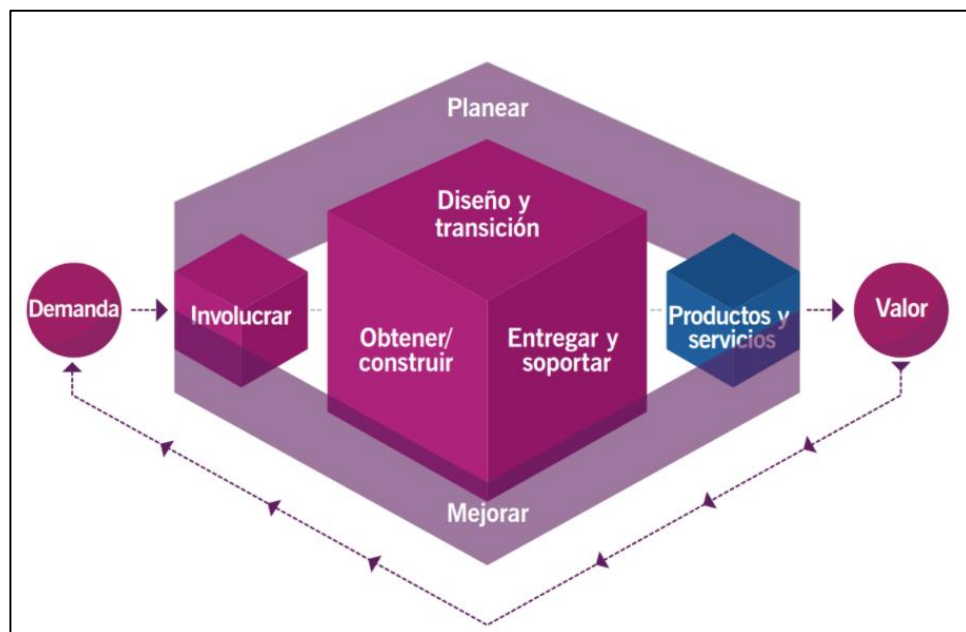 Planear
Diseño y
transición
Demanda
Involucrar
Obtener/
construir
Entregar y
soportar
Productos y
servicios
Valor
Mejorar